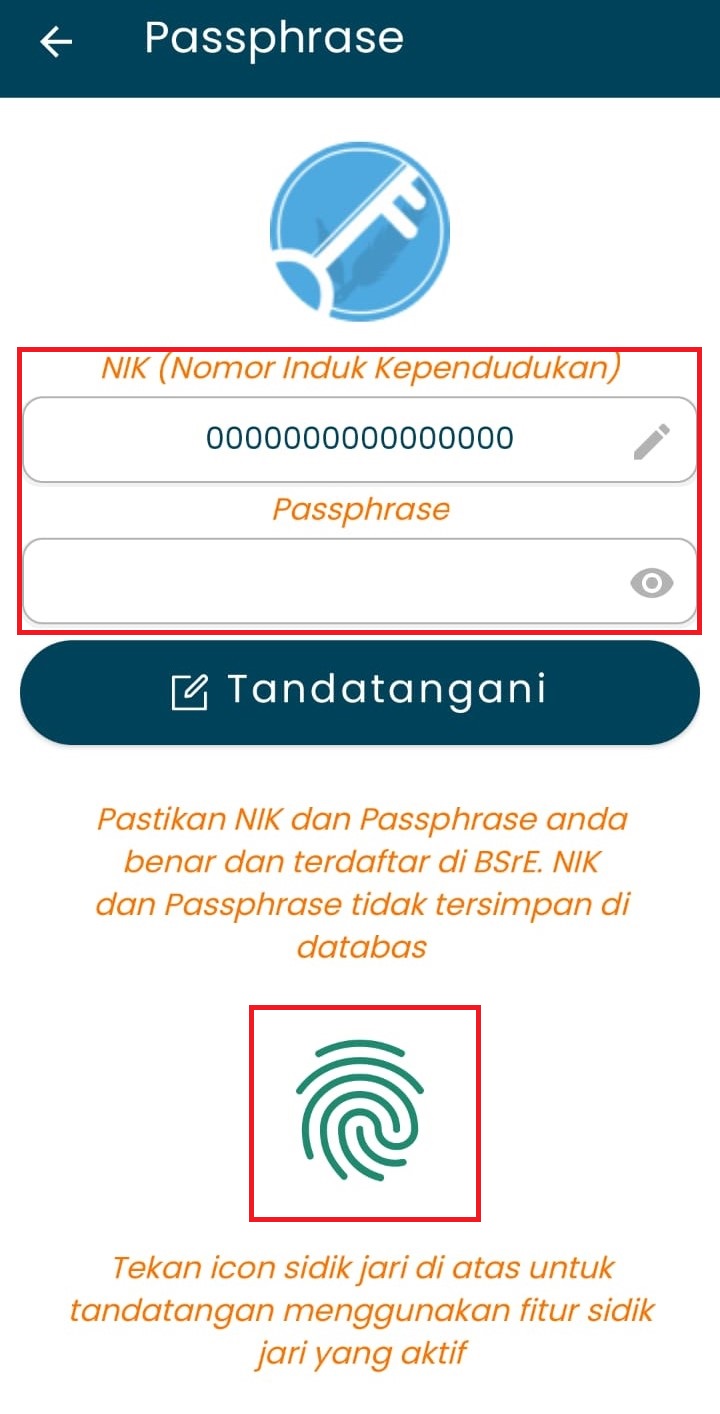 Passphrase
NIK (Nomor Induk Kependudukan)
0000000000000000
Passphrase
Tandatangani
Pastikan NIK dan Passphrase anda
benar dan terdaftar di BSrE. NIK
dan Passphrase tidak tersimpan di
databas
Tekan icon sidik jari di atas untuk
tandatangan menggunakan fitur sidik
jari yang aktif